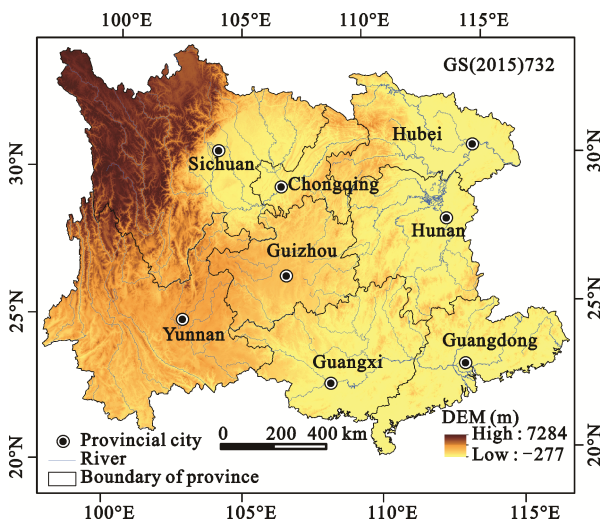 100°E 105°E 110°E 115°E
GS(2015)732
Hubei
30°N 30°N
Sichuan
Chongqing
Hunan
Guizhou
25°N 25°N
Yunnan
Guangdong
Guangxi
DEM (m)
High : 7284
Low : −277
Provincial city
River
Boundary of province
0 200 400 km
20°N 20°N
100°E 105°E 110°E 115°E